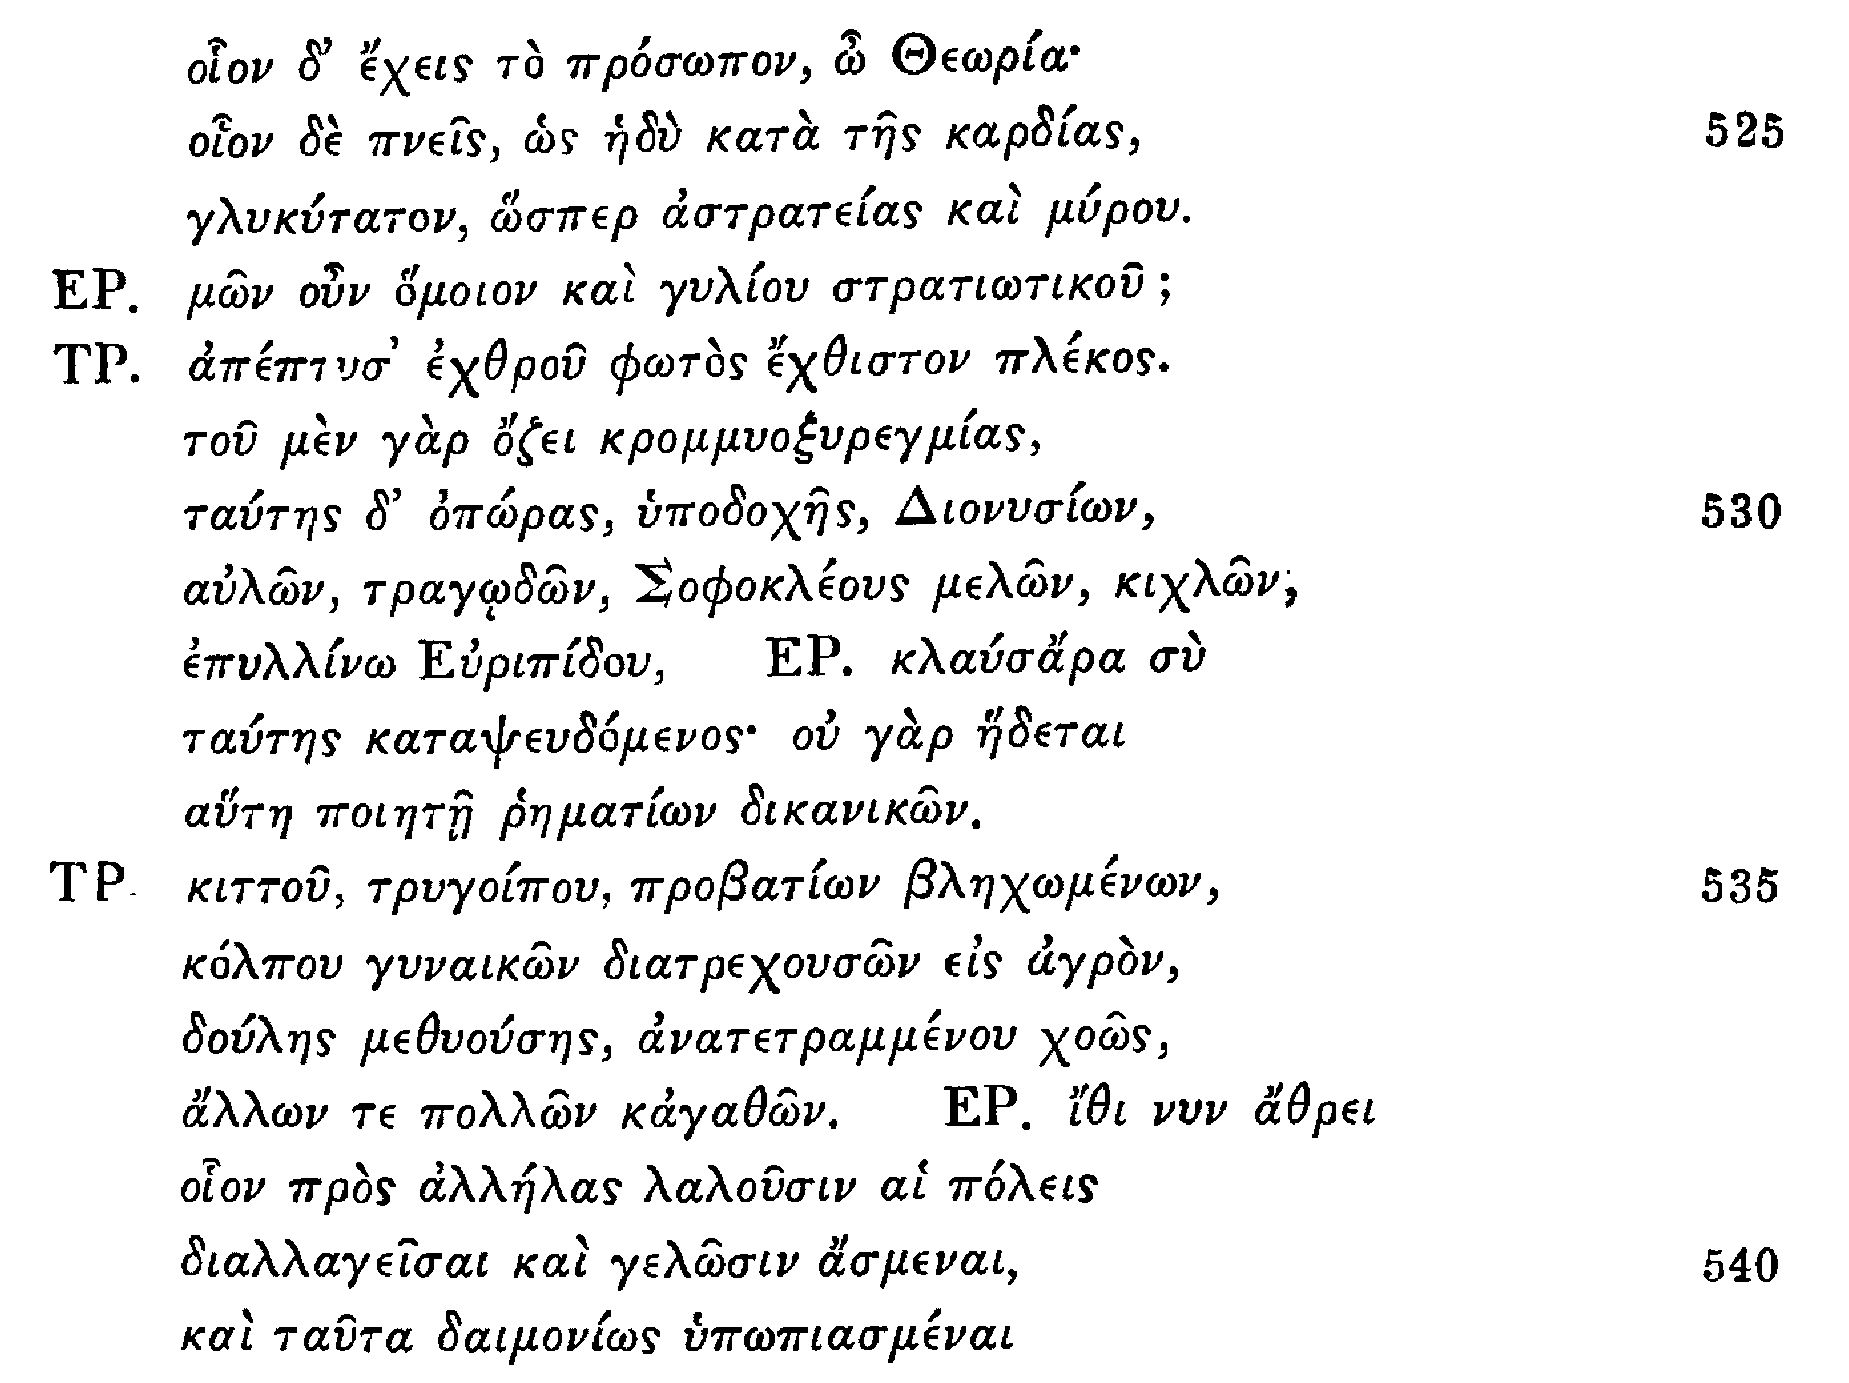 οἷον δ' ἔχεις τὸ πρόσωπον, ὦ Θεωρία·
οἷον δὲ πνεῖς, ὡς ἡδὺ κατὰ τῆς καρδίας, 525
γλυκύτατον, ὥσπερ ἀστρατείας καὶ μύρου.
ΕΡ. μῶν οὖν ὅμοιον καὶ γυλίου στρατιωτικοῦ ;
ΤΡ. ἀπέπτυσ' ἐχθροῦ φωτὸς ἔχθιστον πλέκος.
τοῦ μὲν γὰρ ὄζει κρομμυοξυρεγμίας,
ταύτης δ' ὀπώρας, ὑποδοχῆς, Διονυσίων, 530
αὐλῶν, τραγῳδῶν, Σοφοκλέους μελῶν, κιχλῶν,
ἐπυλλίνω Εὐριπίδου, ΕΡ. κλαύσἄρα σὺ
ταύτης καταψευδόμενος· οὐ γὰρ ἥδεται
αὕτη ποιητῇ ῥηματίων δικανικῶν.
ΤΡ. κιττοῦ, τρυγοίπου, προβατίων βληχωμένων, 535
κόλπου γυναικῶν διατρεχουσῶν εἰς ἀγρὸν,
δούλης μεθυούσης, ἀνατετραμμένου χοῶς,
ἄλλων τε πολλῶν κἀγαθῶν. ΕΡ. ἴθι νυν ἄθρει
οἷον πρὸς ἀλλήλας λαλοῦσιν αἱ πόλεις
διαλλαγεῖσαι καὶ γελῶσιν ἄσμεναι, 540
καὶ ταῦτα δαιμονίως ὑπωπιασμέναι